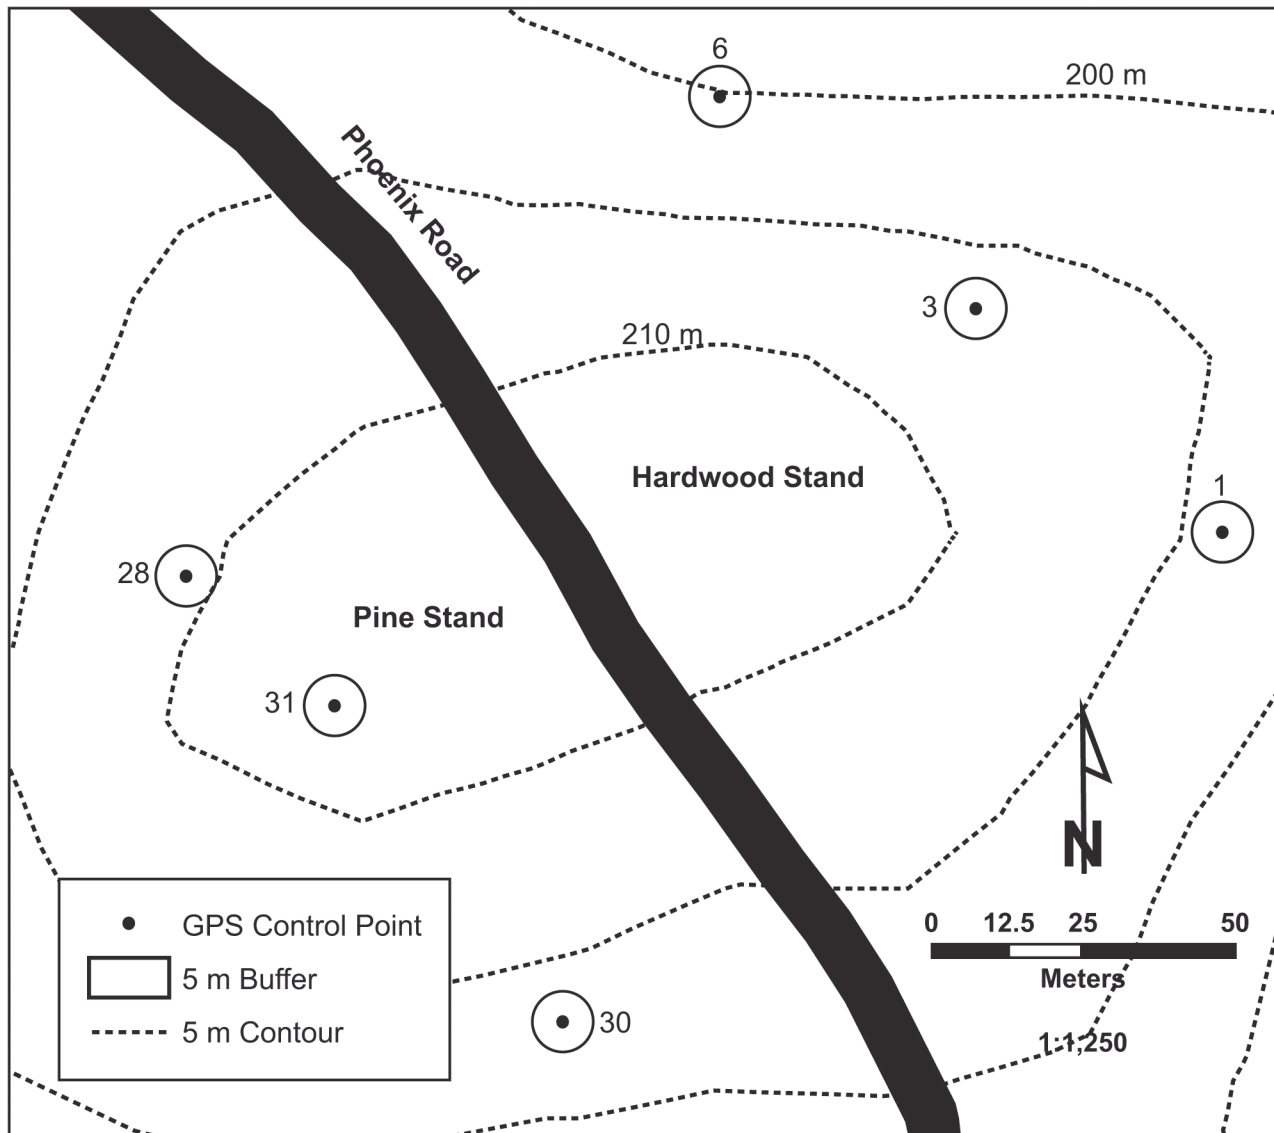 6
200 m
Phoenix Road
3
210 m
Hardwood Stand
1
28
Pine Stand
31
N
GPS Control Point
5 m Buffer
5 m Contour
30
0 12.5 25 50
Meters
1:1,250